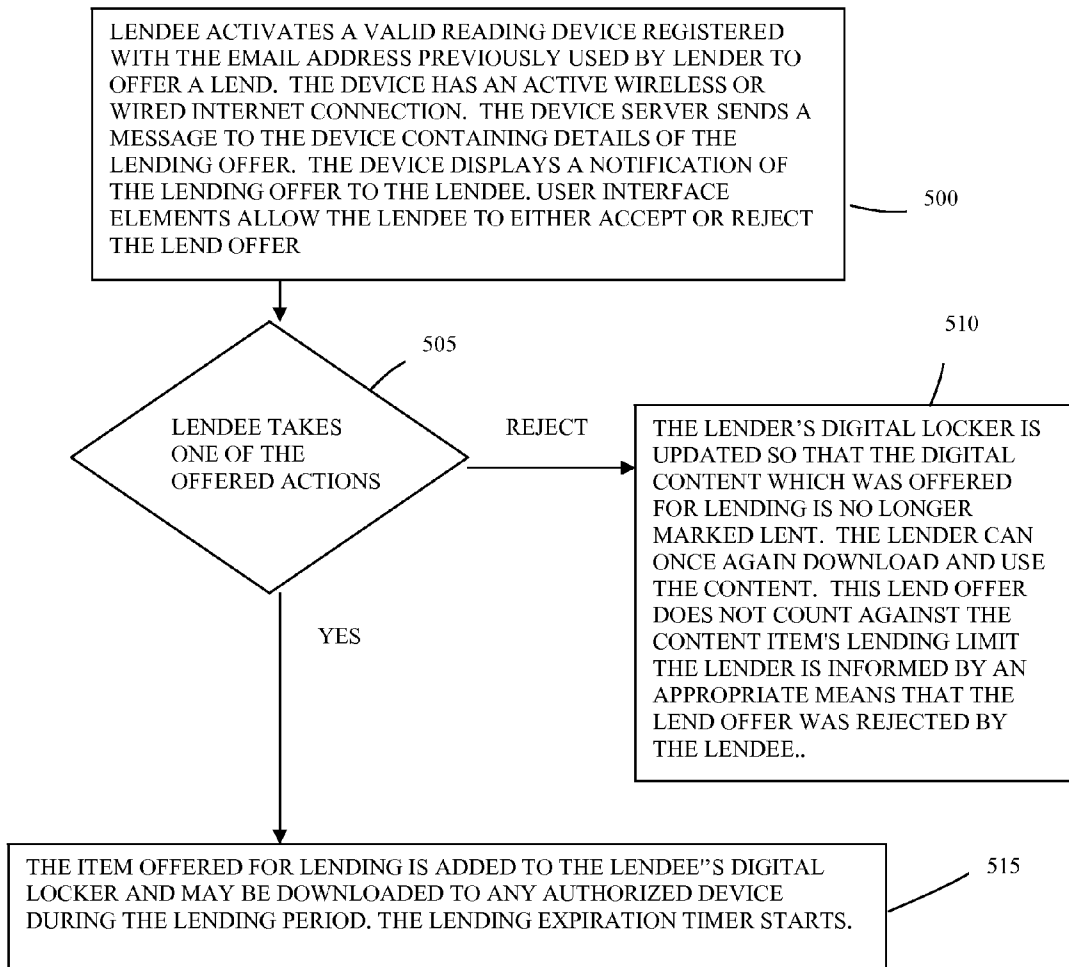 LENDEE ACTIVATES A VALID READING DEVICE REGISTERED
WITH THE EMAIL ADDRESS PREVIOUSLY USED BY LENDER TO
OFFER A LEND. THE DEVICE HAS AN ACTIVE WIRELESS OR
WIRED INTERNET CONNECTION. THE DEVICE SERVER SENDS A
MESSAGE TO THE DEVICE CONTAINING DETAILS OF THE
LENDING OFFER. THE DEVICE DISPLAYS A NOTIFICATION OF
THE LENDING OFFER TO THE LENDEE. USER INTERFACE
ELEMENTS ALLOW THE LENDEE TO EITHER ACCEPT OR REJECT
THE LEND OFFER
500
505
LENDEE TAKES
ONE OF THE
OFFERED ACTIONS
REJECT
510
THE LENDER'S DIGITAL LOCKER IS
UPDATED SO THAT THE DIGITAL
CONTENT WHICH WAS OFFERED
FOR LENDING IS NO LONGER
MARKED LENT. THE LENDER CAN
ONCE AGAIN DOWNLOAD AND USE
THE CONTENT. THIS LEND OFFER
DOES NOT COUNT AGAINST THE
CONTENT ITEM'S LENDING LIMIT
THE LENDER IS INFORMED BY AN
APPROPRIATE MEANS THAT THE
LEND OFFER WAS REJECTED BY
THE LENDEE..
YES
THE ITEM OFFERED FOR LENDING IS ADDED TO THE LENDEE"S DIGITAL
LOCKER AND MAY BE DOWNLOADED TO ANY AUTHORIZED DEVICE
DURING THE LENDING PERIOD. THE LENDING EXPIRATION TIMER STARTS.
515